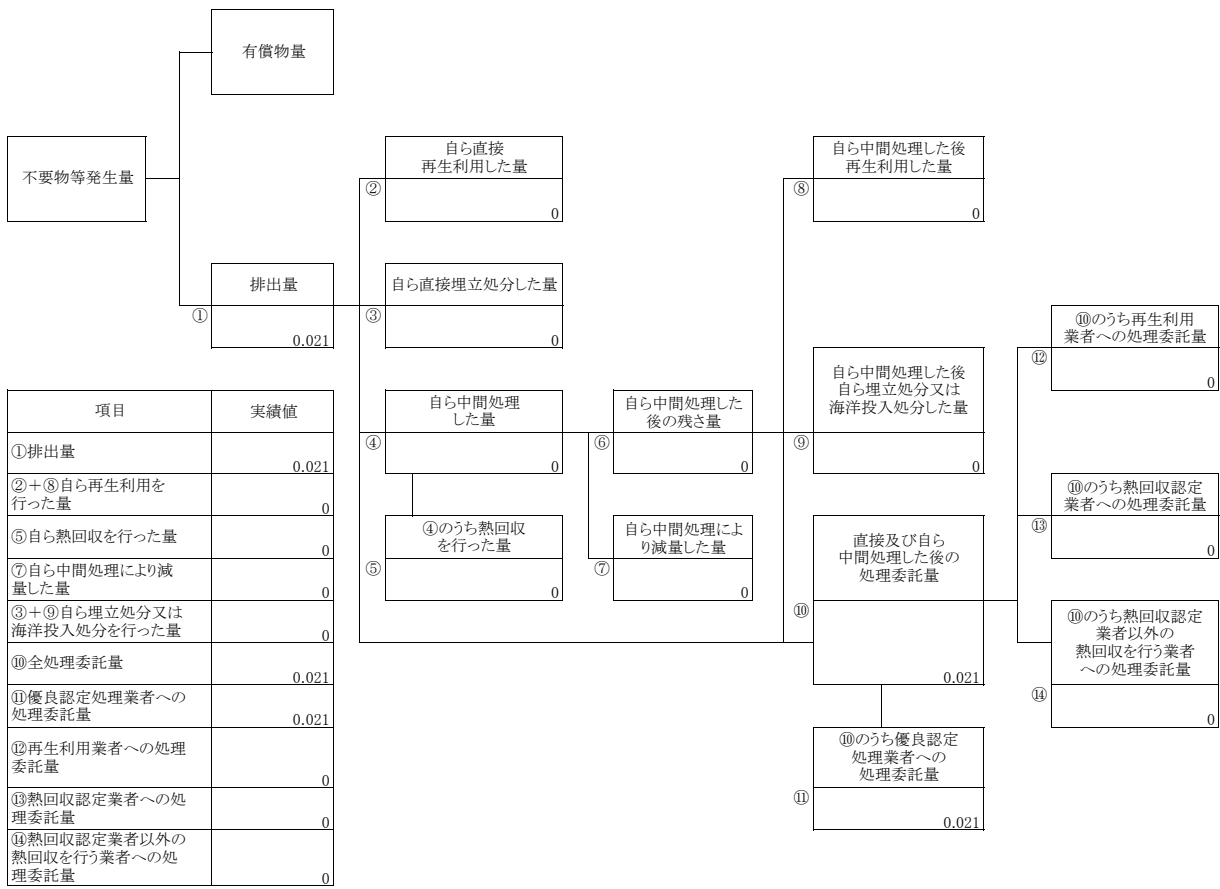 有償物量
不要物等発生量
排出量
①
0.021
自ら直接
再生利用した量
②
0
自ら直接埋立処分した量
③
0
自ら中間処理
した量
④
0
④のうち熱回収
を行った量
⑤
0
自ら中間処理した
後の残さ量
⑥
0
自ら中間処理によ
り減量した量
⑦
0
自ら中間処理した後
再生利用した量
⑧
0
自ら中間処理した後
自ら埋立処分又は
海洋投入処分した量
⑨
0
直接及び自ら
中間処理した後の
処理委託量
⑩
0.021
⑩のうち優良認定
処理業者への
処理委託量
⑪
0.021
⑩のうち再生利用
業者への処理委託量
⑫
0
⑩のうち熱回収認定
業者への処理委託量
⑬
0
⑩のうち熱回収認定
業者以外の
熱回収を行う業者
への処理委託量
⑭
0
項目 実績値
①排出量
0.021
②+⑧自ら再生利用を
行った量
0
⑤自ら熱回収を行った量
0
⑦自ら中間処理により減
量した量
0
③+⑨自ら埋立処分又は
海洋投入処分を行った量
0
⑩全処理委託量
0.021
⑪優良認定処理業者への
処理委託量
0.021
⑫再生利用業者への処理
委託量
0
⑬熱回収認定業者への処
理委託量
0
⑭熱回収認定業者以外の
熱回収を行う業者への処
理委託量
0